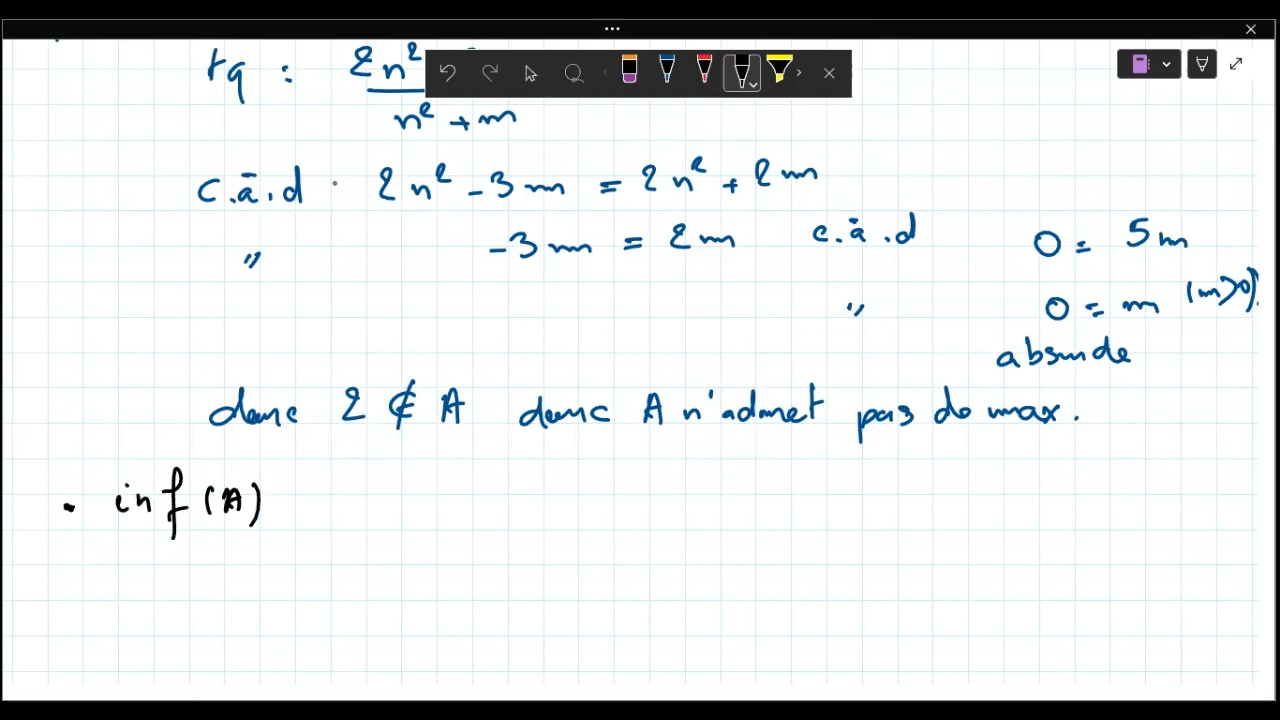 tq : 2n²
n² + m
c.à.d 2n² - 3m = 2n² + 2m
" -3m = 2m c.à.d 0 = 5m
" 0 = m (m>0).
absurde
donc 2 ∉ A donc A n'admet pas de max.
• inf(A)